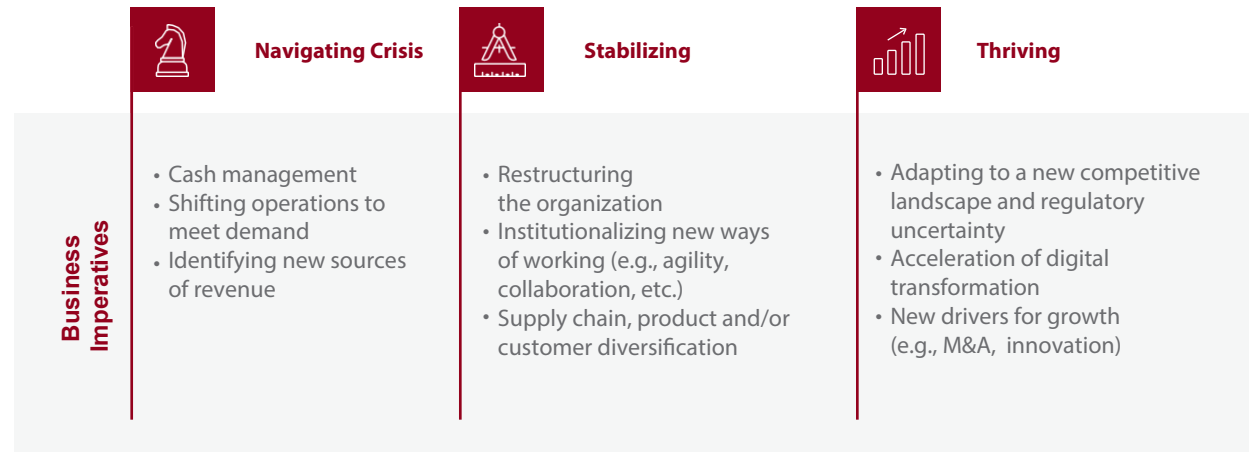 Navigating Crisis
Stabilizing
Thriving
Business
Imperatives
• Cash management
• Shifting operations to
meet demand
• Identifying new sources
of revenue
• Restructuring
the organization
• Institutionalizing new ways
of working (e.g., agility,
collaboration, etc.)
• Supply chain, product and/or
customer diversification
• Adapting to a new competitive
landscape and regulatory
uncertainty
• Acceleration of digital
transformation
• New drivers for growth
(e.g., M&A,  innovation)